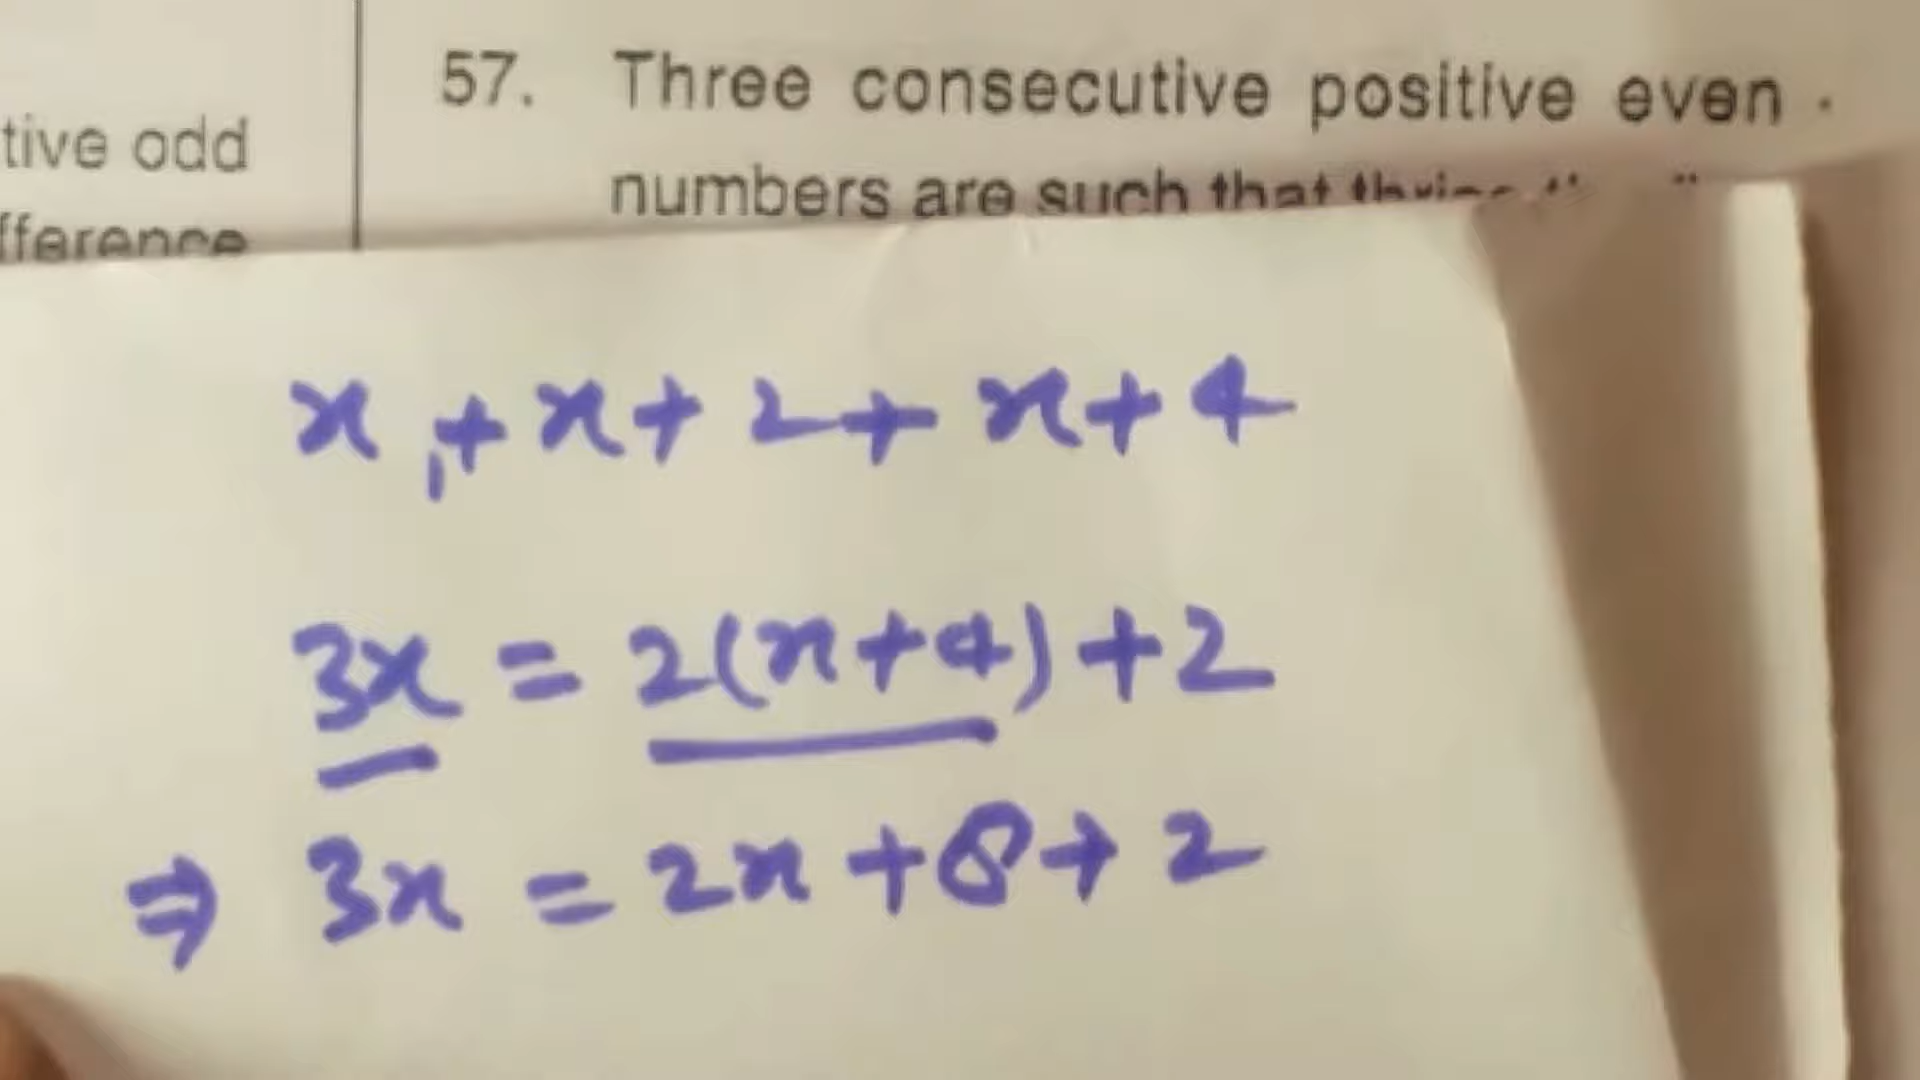 57. Three consecutive positive even
tive odd
numbers are such that
fference
x , + x + 2 + x + 4
3x = 2(x+4) + 2
⇒ 3x = 2x + 8 + 2